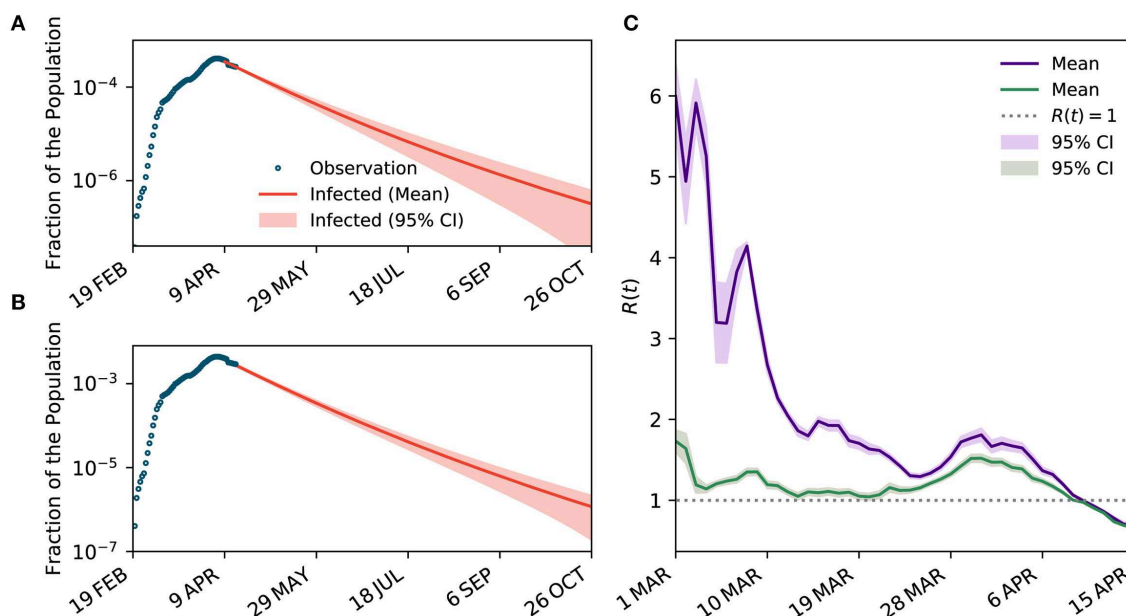 A
Fraction of the Population
10⁻⁴
10⁻⁶
Observation
Infected (Mean)
Infected (95% CI)
19 FEB
9 APR
29 MAY
18 JUL
6 SEP
26 OCT
B
Fraction of the Population
10⁻³
10⁻⁵
10⁻⁷
19 FEB
9 APR
29 MAY
18 JUL
6 SEP
26 OCT
C
R(t)
6
5
4
3
2
1
Mean
Mean
R(t) = 1
95% CI
95% CI
1 MAR
10 MAR
19 MAR
28 MAR
6 APR
15 APR